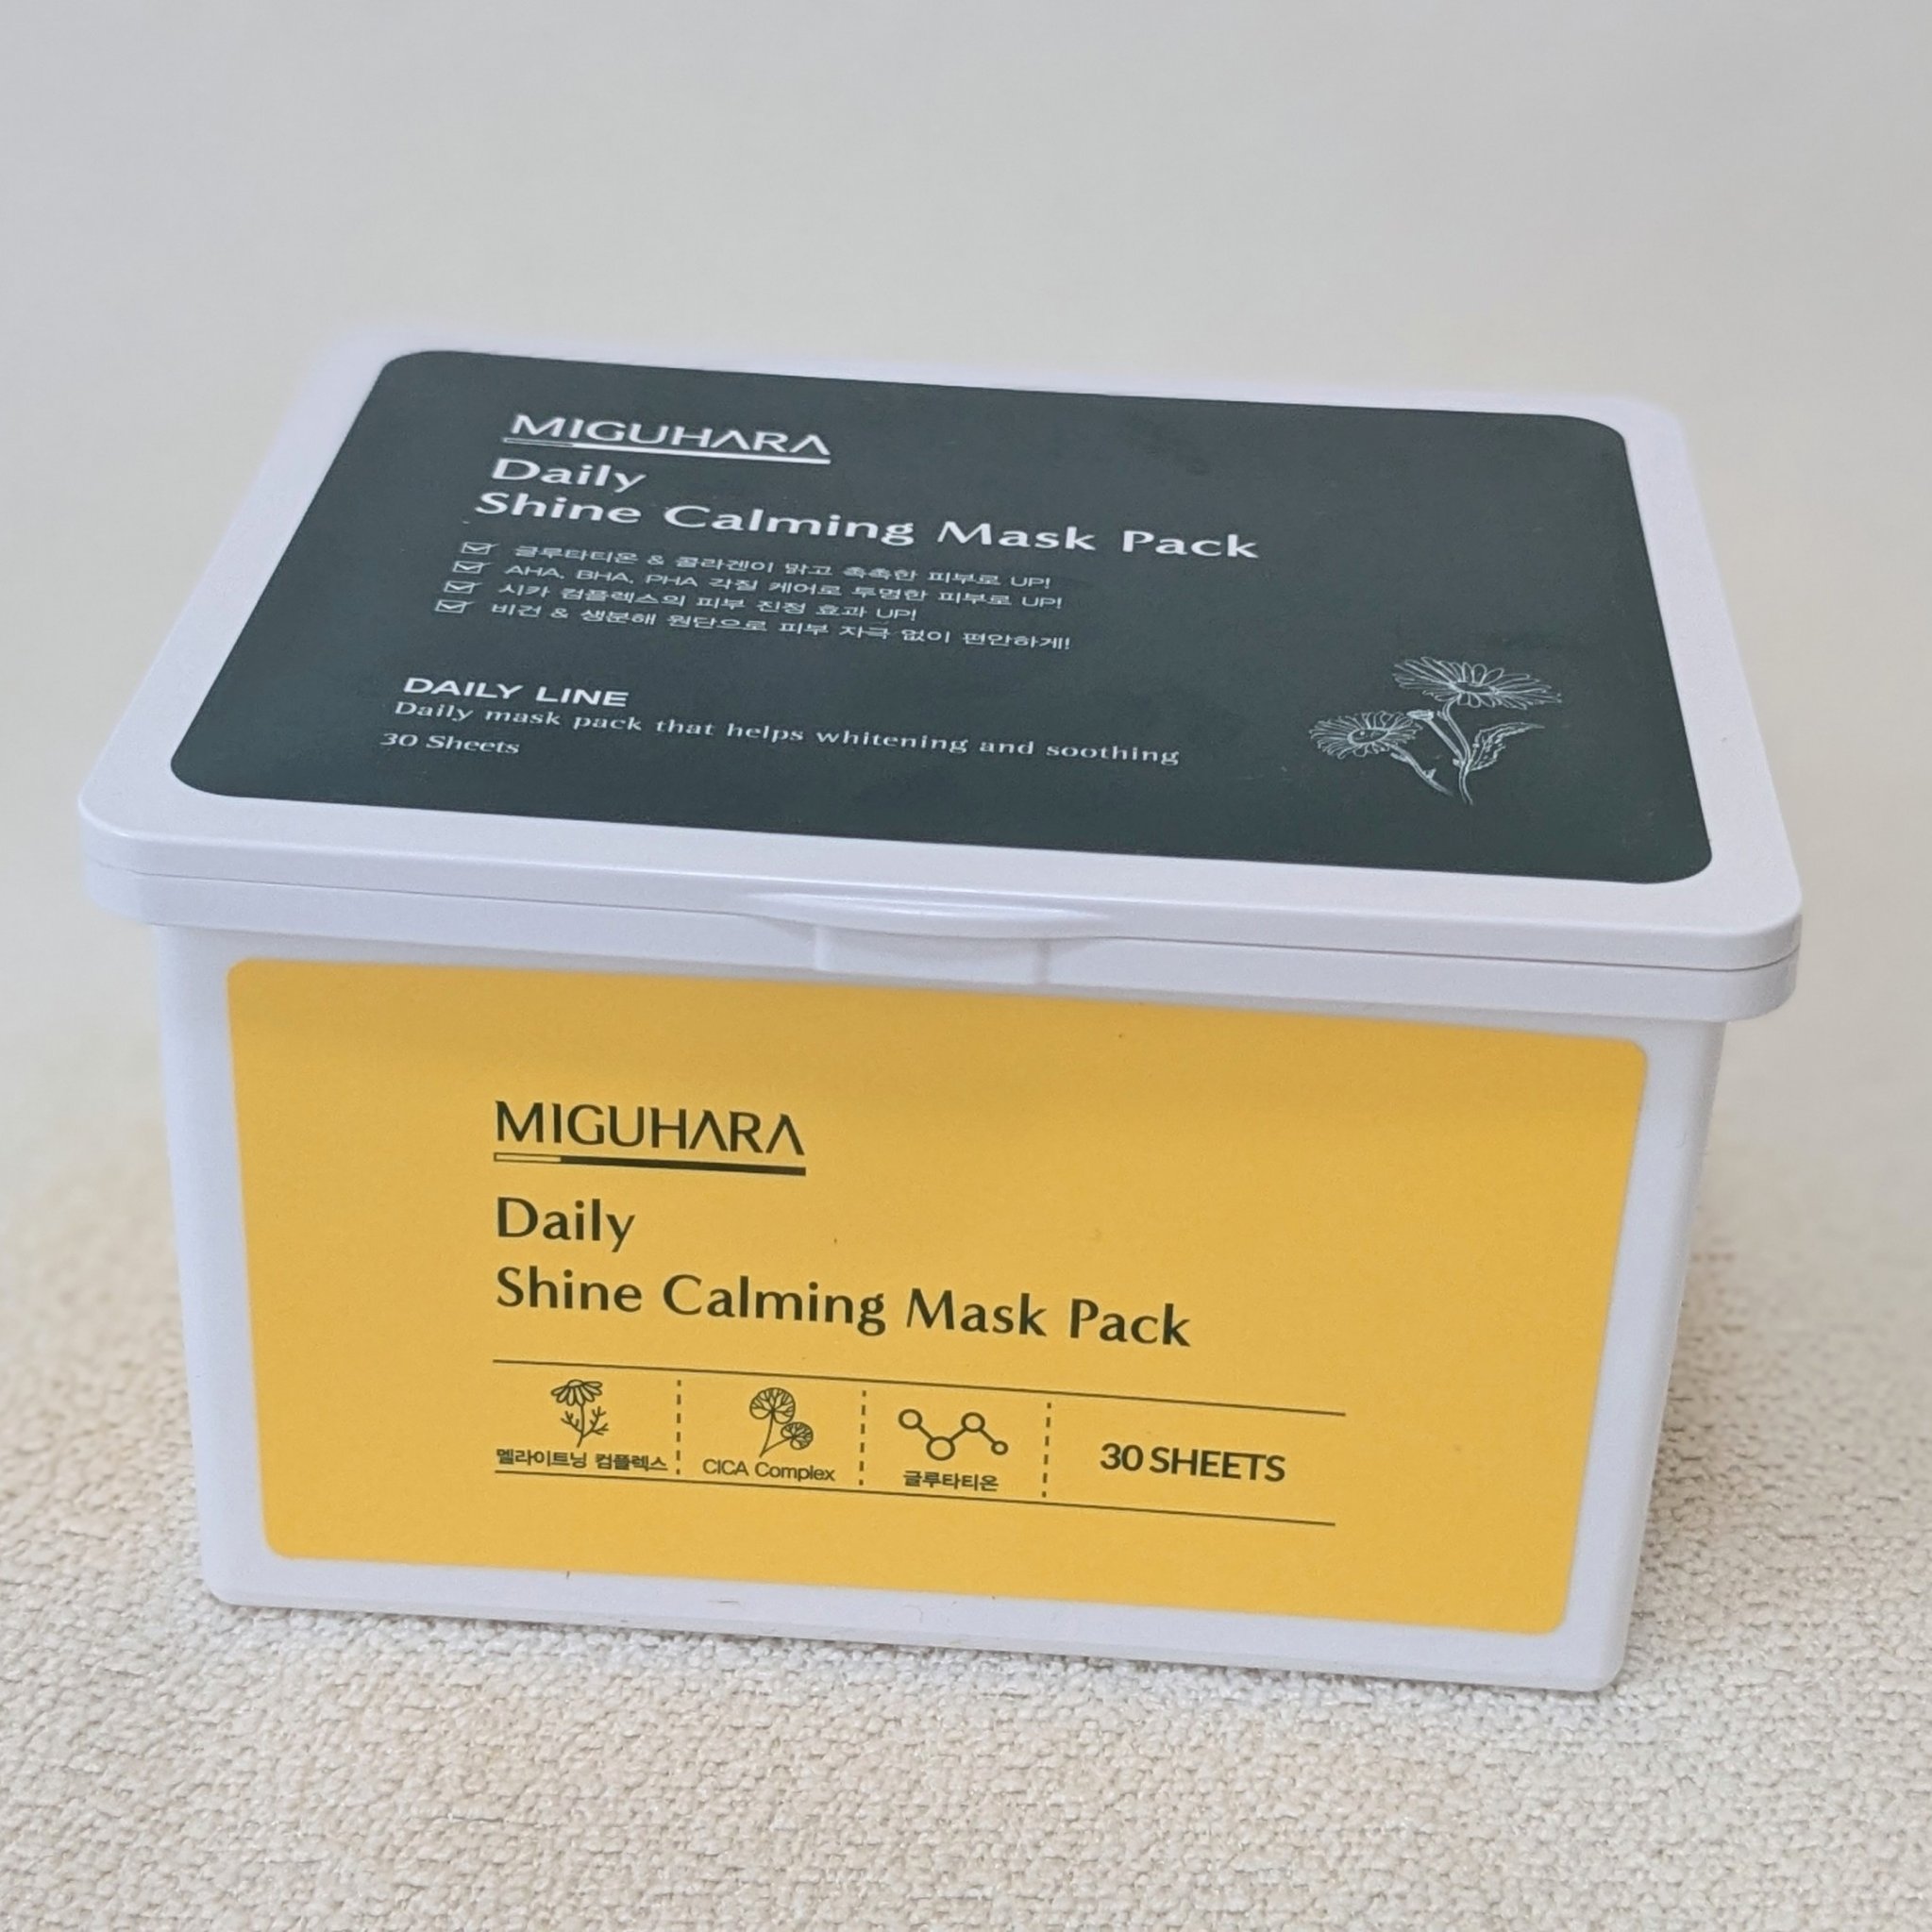 MIGUHARA
Daily
Shine Calming Mask Pack
글루타티온 & 콜라겐이 맑고 촉촉한 피부로 UP!
AHA, BHA, PHA 각질 케어로 투명한 피부로 UP!
시카 컴플렉스의 피부 진정 효과 UP!
비건 & 생분해 원단으로 피부 자극 없이 편안하게!
DAILY LINE
Daily mask pack that helps whitening and soothing
30 Sheets
MIGUHARA
Daily
Shine Calming Mask Pack
멜라이트닝 컴플렉스
CICA Complex
글루타티온
30 SHEETS